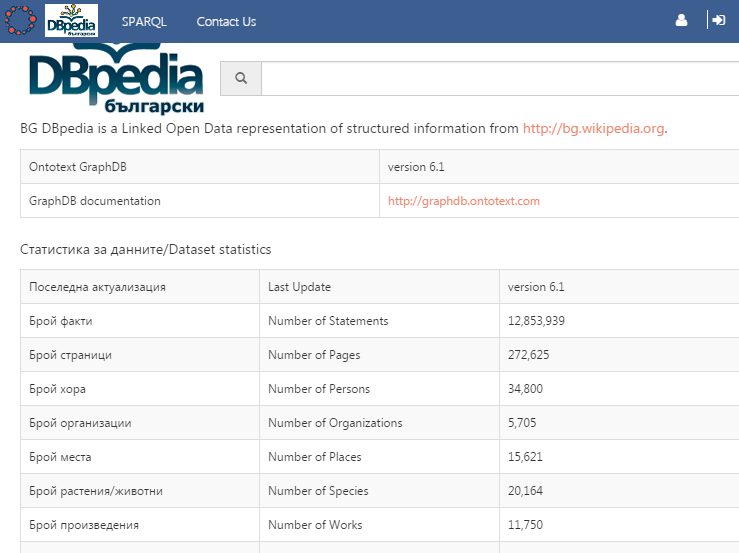 DBpedia
български
SPARQL Contact Us
DBpedia
български
BG DBpedia is a Linked Open Data representation of structured information from http://bg.wikipedia.org.
Ontotext GraphDB version 6.1
GraphDB documentation http://graphdb.ontotext.com
Статистика за данните/Dataset statistics
Поселедна актуализация Last Update version 6.1
Брой факти Number of Statements 12,853,939
Брой страници Number of Pages 272,625
Брой хора Number of Persons 34,800
Брой организации Number of Organizations 5,705
Брой места Number of Places 15,621
Брой растения/животни Number of Species 20,164
Брой произведения Number of Works 11,750